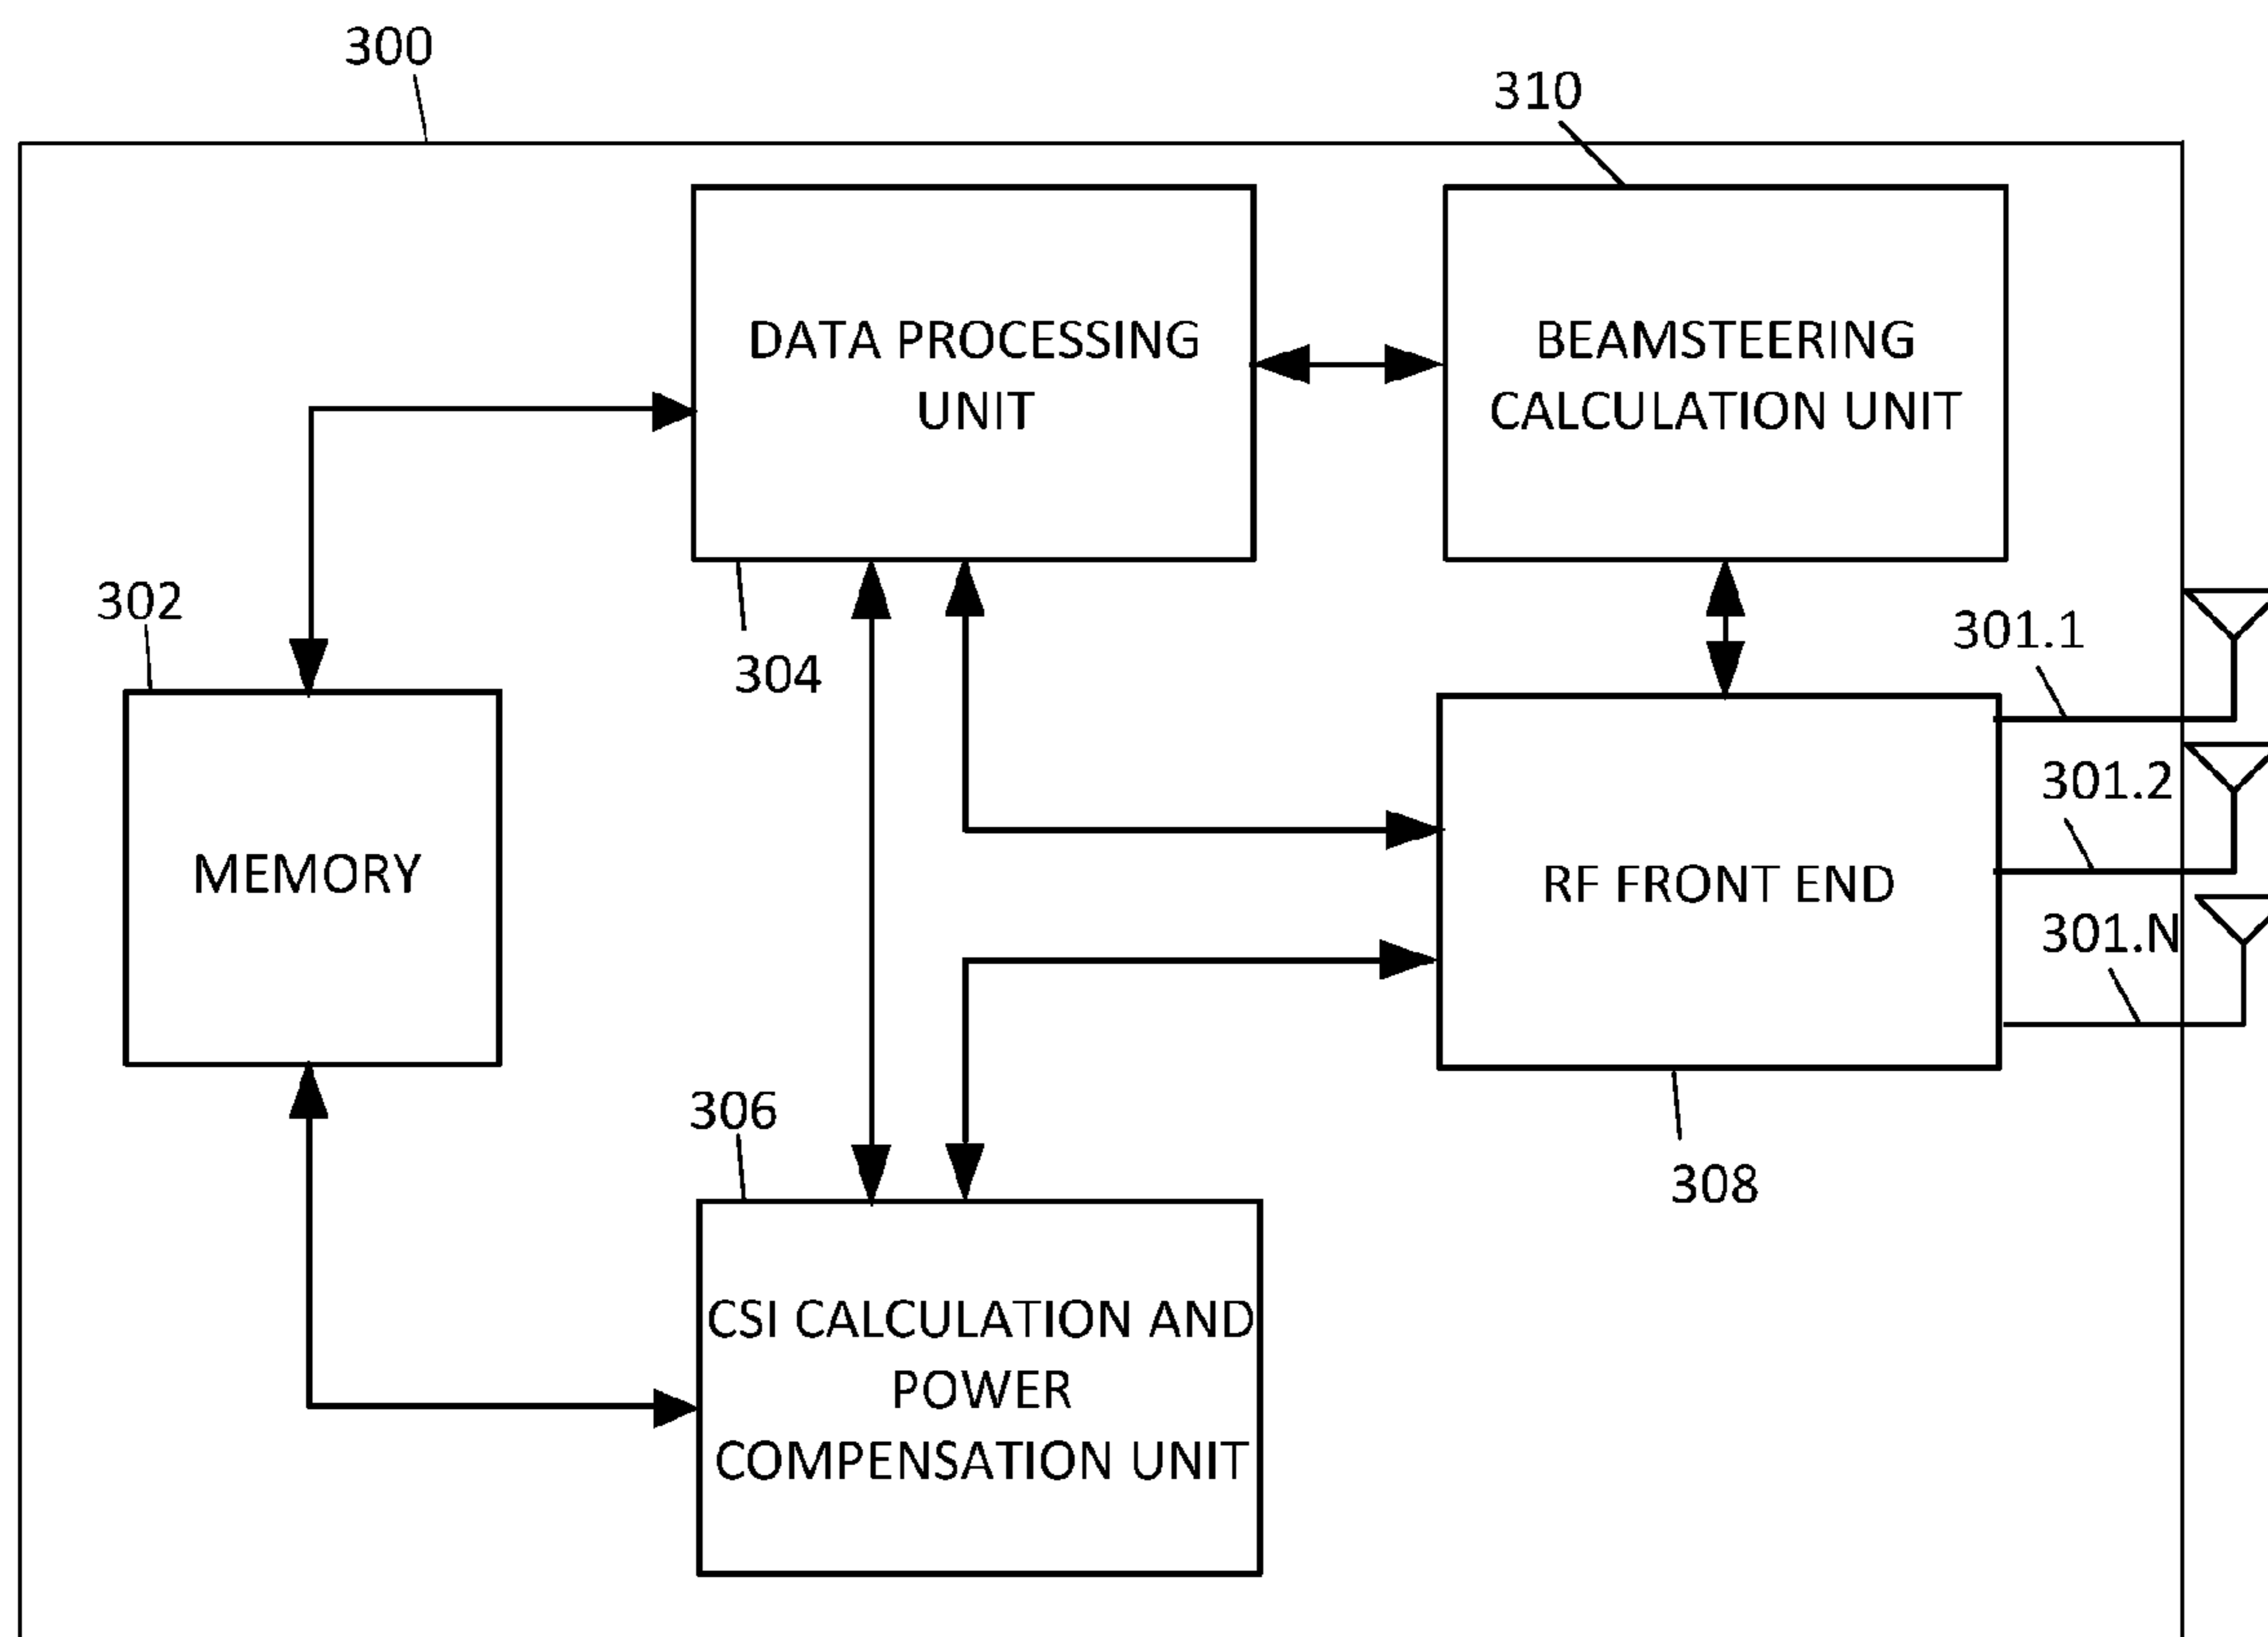 300
310
DATA PROCESSING
UNIT
BEAMSTEERING
CALCULATION UNIT
302
304
301.1
301.2
MEMORY
RF FRONT END
301.N
306
308
CSI CALCULATION AND
POWER
COMPENSATION UNIT